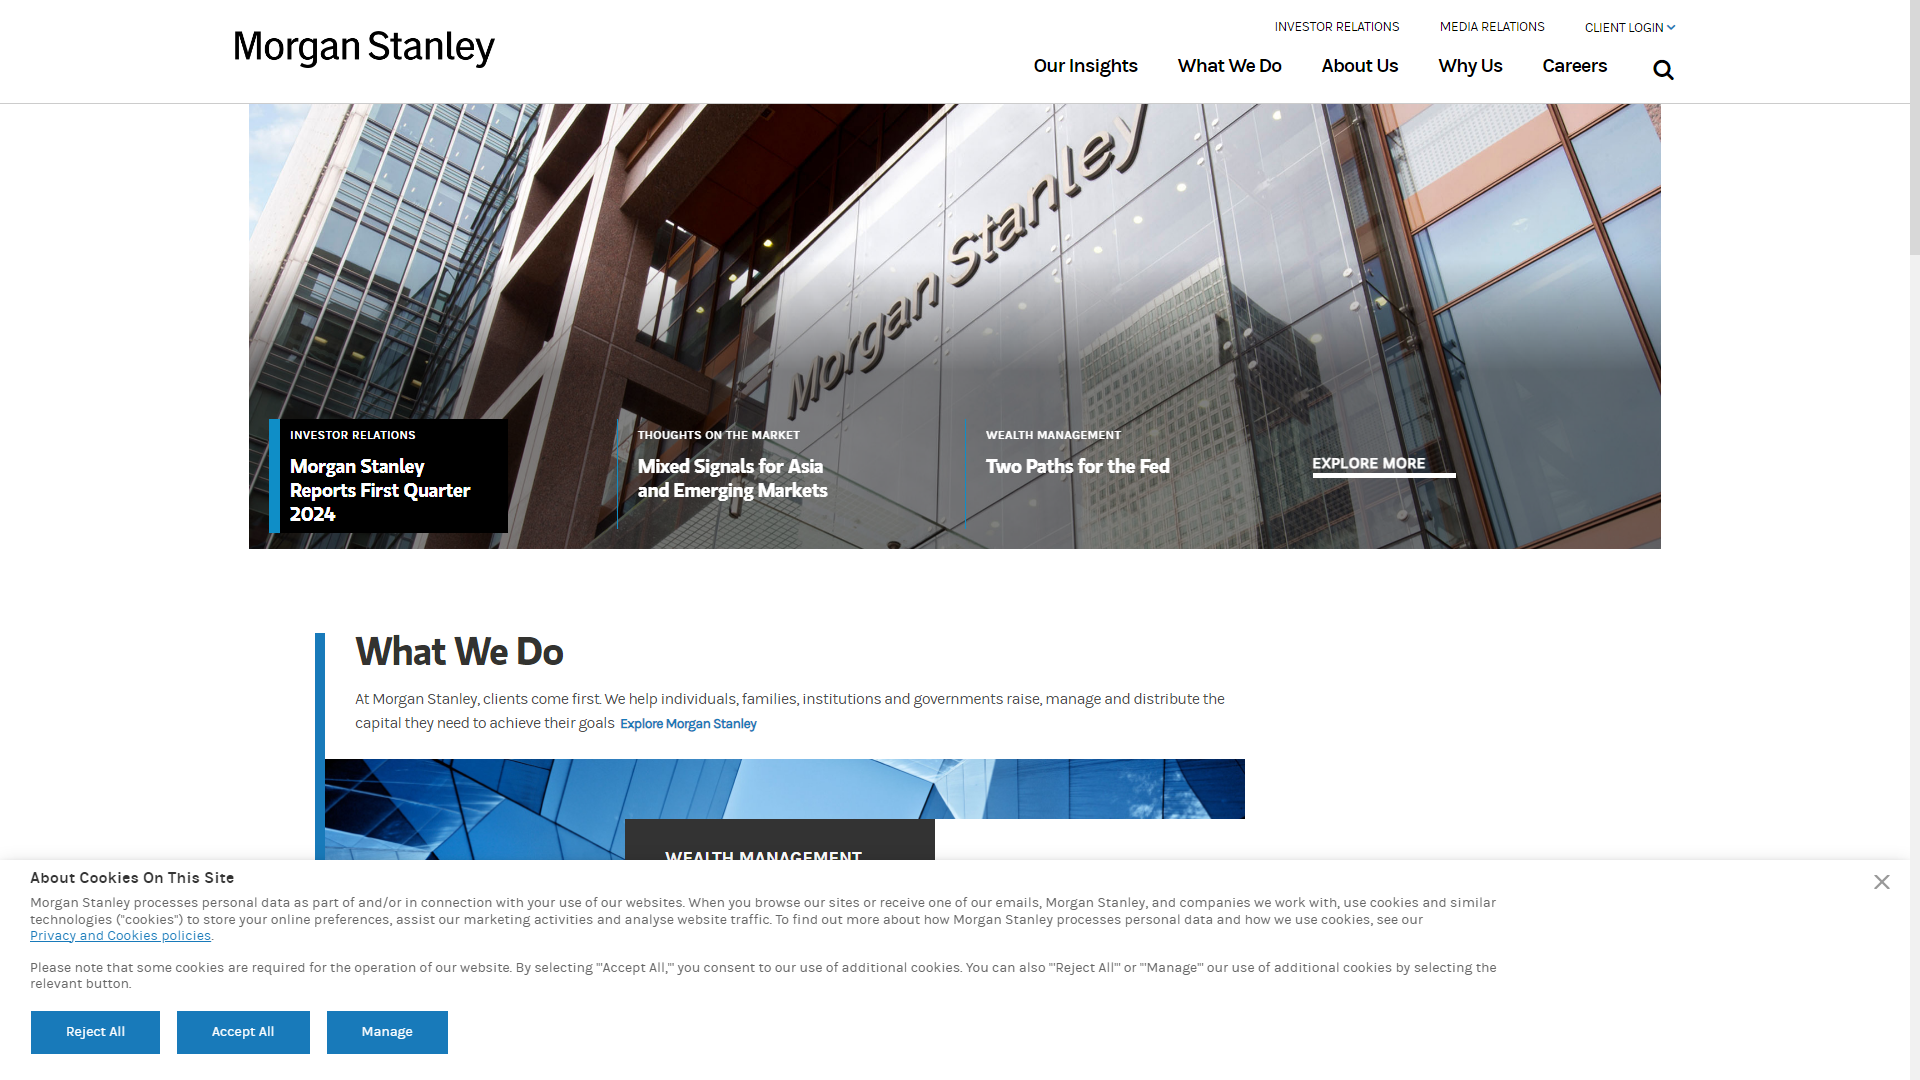 Morgan Stanley
INVESTOR RELATIONS
MEDIA RELATIONS
CLIENT LOGIN
Our Insights
What We Do
About Us
Why Us
Careers
Morgan Stanley
INVESTOR RELATIONS
Morgan Stanley
Reports First Quarter
2024
THOUGHTS ON THE MARKET
Mixed Signals for Asia
and Emerging Markets
WEALTH MANAGEMENT
Two Paths for the Fed
EXPLORE MORE
What We Do
At Morgan Stanley, clients come first. We help individuals, families, institutions and governments raise, manage and distribute the
capital they need to achieve their goals Explore Morgan Stanley
WEALTH MANAGEMENT
About Cookies On This Site
Morgan Stanley processes personal data as part of and/or in connection with your use of our websites. When you browse our sites or receive one of our emails, Morgan Stanley, and companies we work with, use cookies and similar
technologies ("cookies") to store your online preferences, assist our marketing activities and analyse website traffic. To find out more about how Morgan Stanley processes personal data and how we use cookies, see our
Privacy and Cookies policies.
Please note that some cookies are required for the operation of our website. By selecting "'Accept All,'" you consent to our use of additional cookies. You can also "'Reject All'" or "'Manage'" our use of additional cookies by selecting the
relevant button.
Reject All
Accept All
Manage